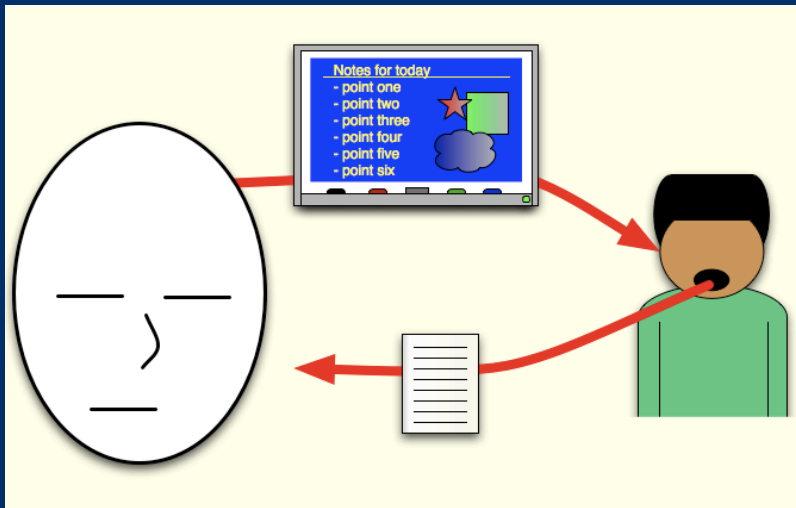 Notes for today
- point one
- point two
- point three
- point four
- point five
- point six